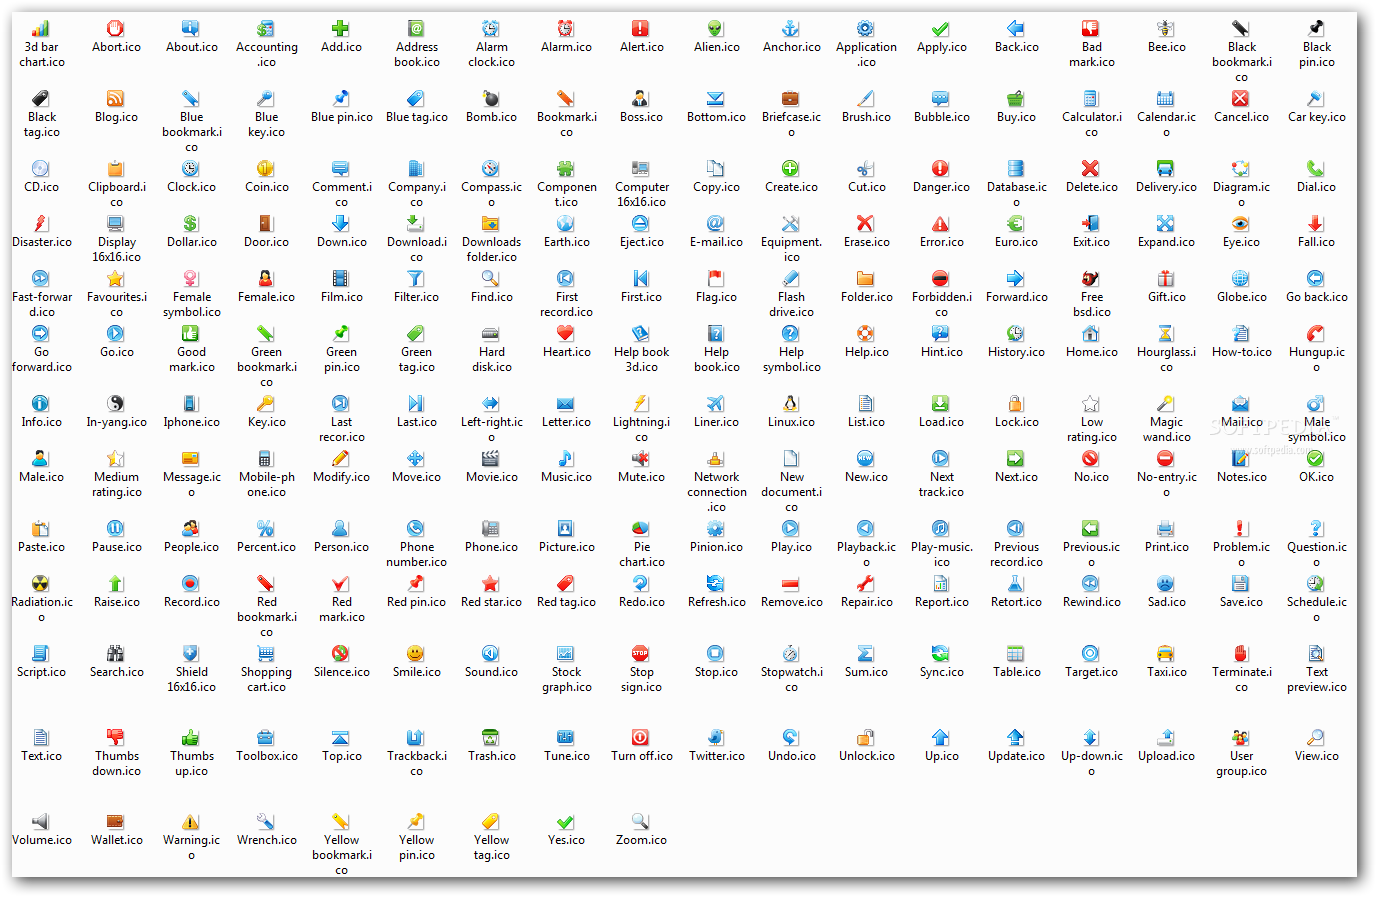 3d bar chart.ico
Abort.ico
About.ico
Accounting.ico
Add.ico
Address book.ico
Alarm clock.ico
Alarm.ico
Alert.ico
Alien.ico
Anchor.ico
Application.ico
Apply.ico
Back.ico
Bad mark.ico
Bee.ico
Black bookmark.ico
Black pin.ico
Black tag.ico
Blog.ico
Blue bookmark.ico
Blue key.ico
Blue pin.ico
Blue tag.ico
Bomb.ico
Bookmark.ico
Boss.ico
Bottom.ico
Briefcase.ico
Brush.ico
Bubble.ico
Buy.ico
Calculator.ico
Calendar.ico
Cancel.ico
Car key.ico
CD.ico
Clipboard.ico
Clock.ico
Coin.ico
Comment.ico
Company.ico
Compass.ico
Component.ico
Computer 16x16.ico
Copy.ico
Create.ico
Cut.ico
Danger.ico
Database.ico
Delete.ico
Delivery.ico
Diagram.ico
Dial.ico
Disaster.ico
Display 16x16.ico
Dollar.ico
Door.ico
Down.ico
Download.ico
Downloads folder.ico
Earth.ico
Eject.ico
E-mail.ico
Equipment.ico
Erase.ico
Error.ico
Euro.ico
Exit.ico
Expand.ico
Eye.ico
Fall.ico
Fast-forward.ico
Favourites.ico
Female symbol.ico
Female.ico
Film.ico
Filter.ico
Find.ico
First record.ico
First.ico
Flag.ico
Flash drive.ico
Folder.ico
Forbidden.ico
Forward.ico
Free bsd.ico
Gift.ico
Globe.ico
Go back.ico
Go forward.ico
Go.ico
Good mark.ico
Green bookmark.ico
Green pin.ico
Green tag.ico
Hard disk.ico
Heart.ico
Help book 3d.ico
Help book.ico
Help symbol.ico
Help.ico
Hint.ico
History.ico
Home.ico
Hourglass.ico
How-to.ico
Hungup.ico
Info.ico
In-yang.ico
Iphone.ico
Key.ico
Last recor.ico
Last.ico
Left-right.ico
Letter.ico
Lightning.ico
Liner.ico
Linux.ico
List.ico
Load.ico
Lock.ico
Low rating.ico
Magic wand.ico
Mail.ico
Male symbol.ico
SOFTPEDIA
www.softpedia.com
Male.ico
Medium rating.ico
Message.ico
Mobile-phone.ico
Modify.ico
Move.ico
Movie.ico
Music.ico
Mute.ico
Network connection.ico
New document.ico
New.ico
Next track.ico
Next.ico
No.ico
No-entry.ico
Notes.ico
OK.ico
Paste.ico
Pause.ico
People.ico
Percent.ico
Person.ico
Phone number.ico
Phone.ico
Picture.ico
Pie chart.ico
Pinion.ico
Play.ico
Playback.ico
Play-music.ico
Previous record.ico
Previous.ico
Print.ico
Problem.ico
Question.ico
Radiation.ico
Raise.ico
Record.ico
Red bookmark.ico
Red mark.ico
Red pin.ico
Red star.ico
Red tag.ico
Redo.ico
Refresh.ico
Remove.ico
Repair.ico
Report.ico
Retort.ico
Rewind.ico
Sad.ico
Save.ico
Schedule.ico
Script.ico
Search.ico
Shield 16x16.ico
Shopping cart.ico
Silence.ico
Smile.ico
Sound.ico
Stock graph.ico
Stop sign.ico
Stop.ico
Stopwatch.ico
Sum.ico
Sync.ico
Table.ico
Target.ico
Taxi.ico
Terminate.ico
Text preview.ico
Text.ico
Thumbs down.ico
Thumbs up.ico
Toolbox.ico
Top.ico
Trackback.ico
Trash.ico
Tune.ico
Turn off.ico
Twitter.ico
Undo.ico
Unlock.ico
Up.ico
Update.ico
Up-down.ico
Upload.ico
User group.ico
View.ico
Volume.ico
Wallet.ico
Warning.ico
Wrench.ico
Yellow bookmark.ico
Yellow pin.ico
Yellow tag.ico
Yes.ico
Zoom.ico